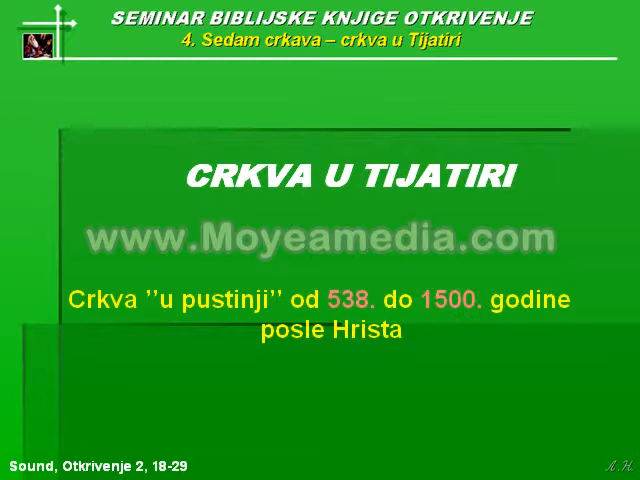 SEMINAR BIBLIJSKE KNJIGE OTKRIVENJE
4. Sedam crkava – crkva u Tijatiri
CRKVA U TIJATIRI
www.Moyeamedia.com
Crkva ’’u pustinji’’ od 538. do 1500. godine
posle Hrista
Sound, Otkrivenje 2, 18-29
Л.Н.